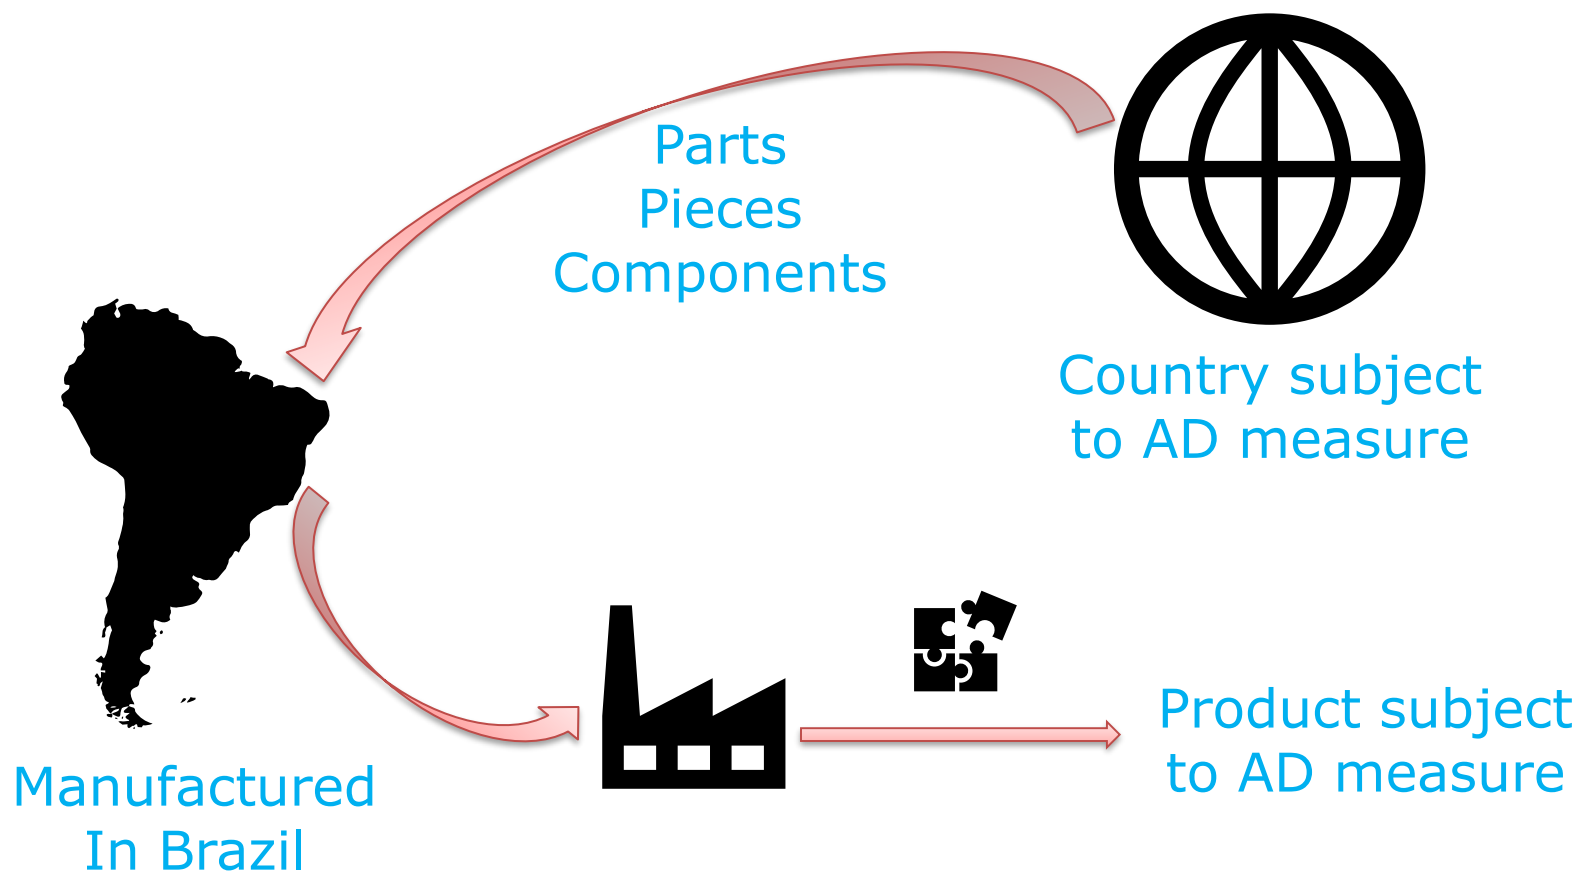 Parts
Pieces
Components
Country subject
to AD measure
Manufactured
In Brazil
Product subject
to AD measure